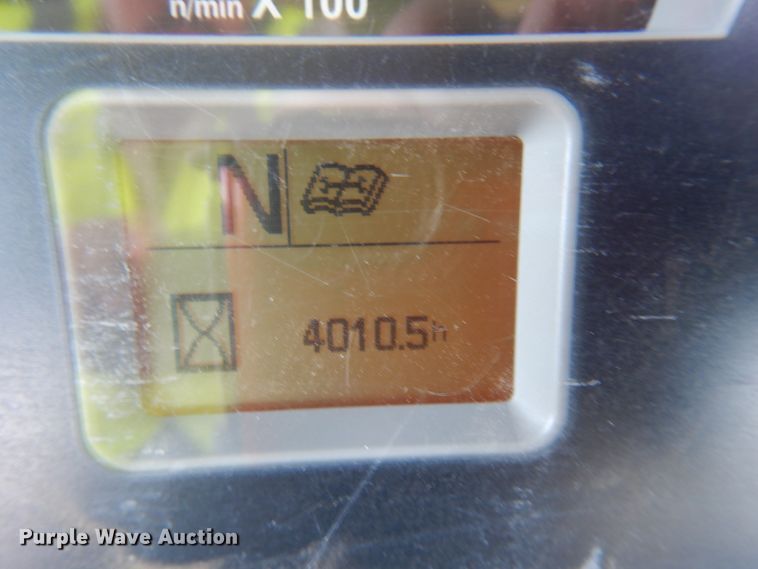 n/min X 100
N
4010.5h
Purple Wave Auction